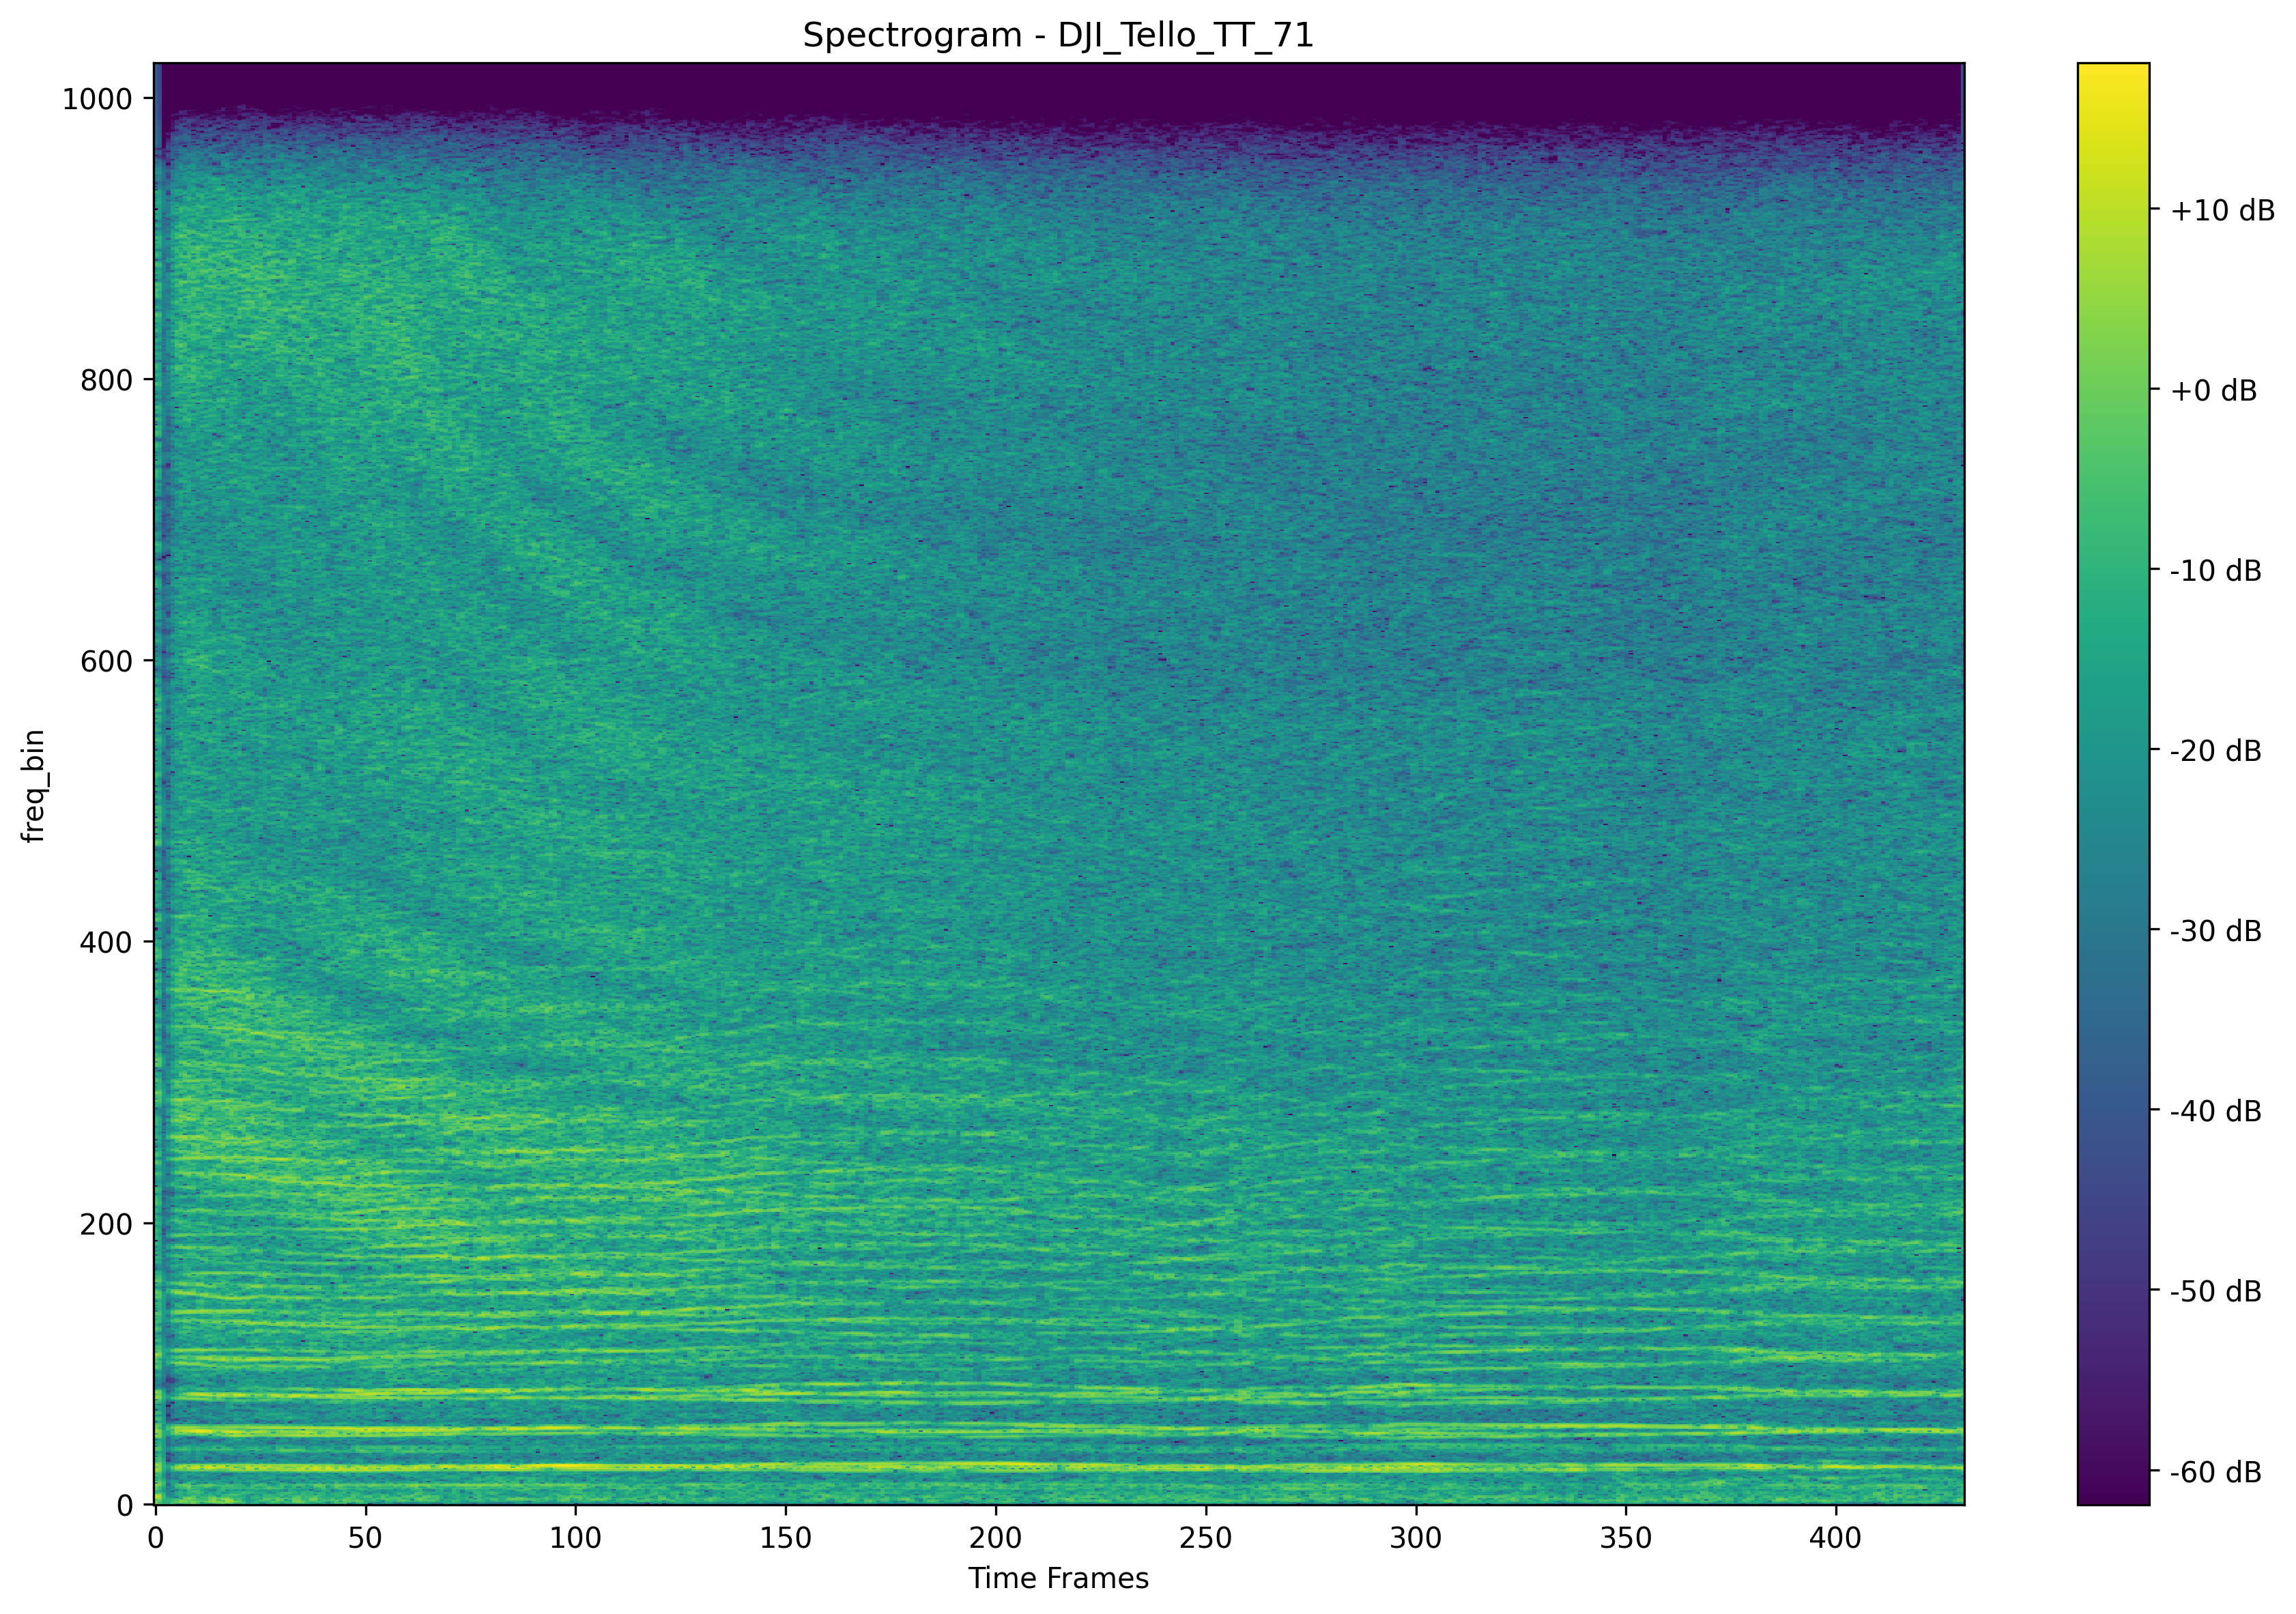 Spectrogram - DJI_Tello_TT_71
1000
800
600
400
200
0
freq_bin
0 50 100 150 200 250 300 350 400
Time Frames
+10 dB
+0 dB
-10 dB
-20 dB
-30 dB
-40 dB
-50 dB
-60 dB